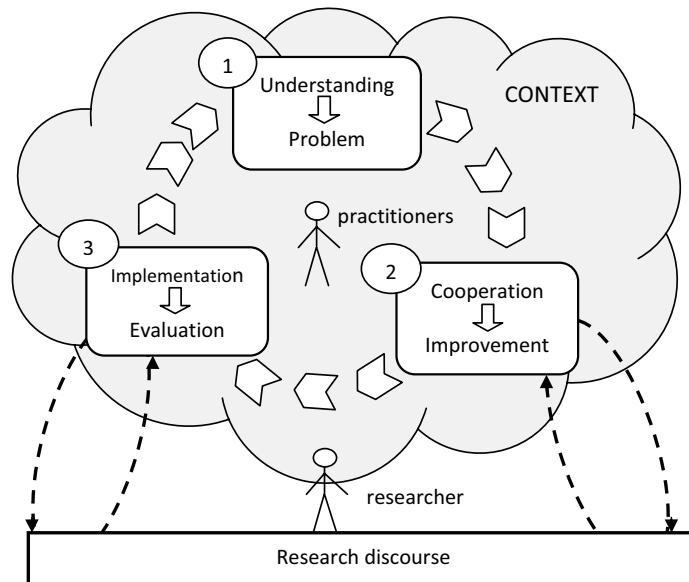 1
Understanding
Problem
CONTEXT
practitioners
3
Implementation
Evaluation
2
Cooperation
Improvement
researcher
Research discourse